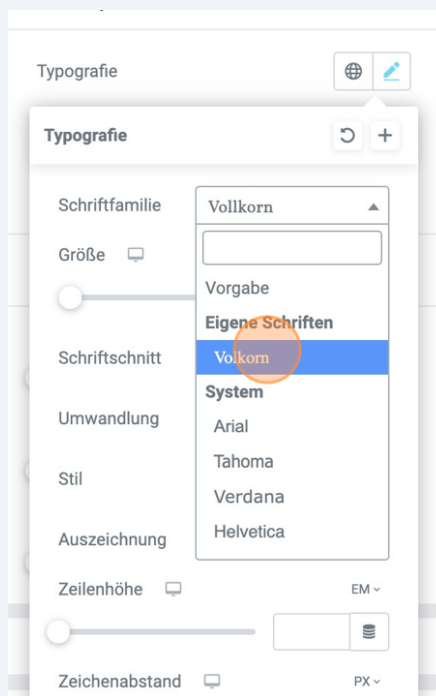 Typografie
Typografie
Schriftfamilie
Vollkorn
Größe
Vorgabe
Eigene Schriften
Schriftschnitt
Volkorn
System
Umwandlung
Arial
Tahoma
Stil
Verdana
Auszeichnung
Helvetica
Zeilenhöhe EM
Zeichenabstand PX